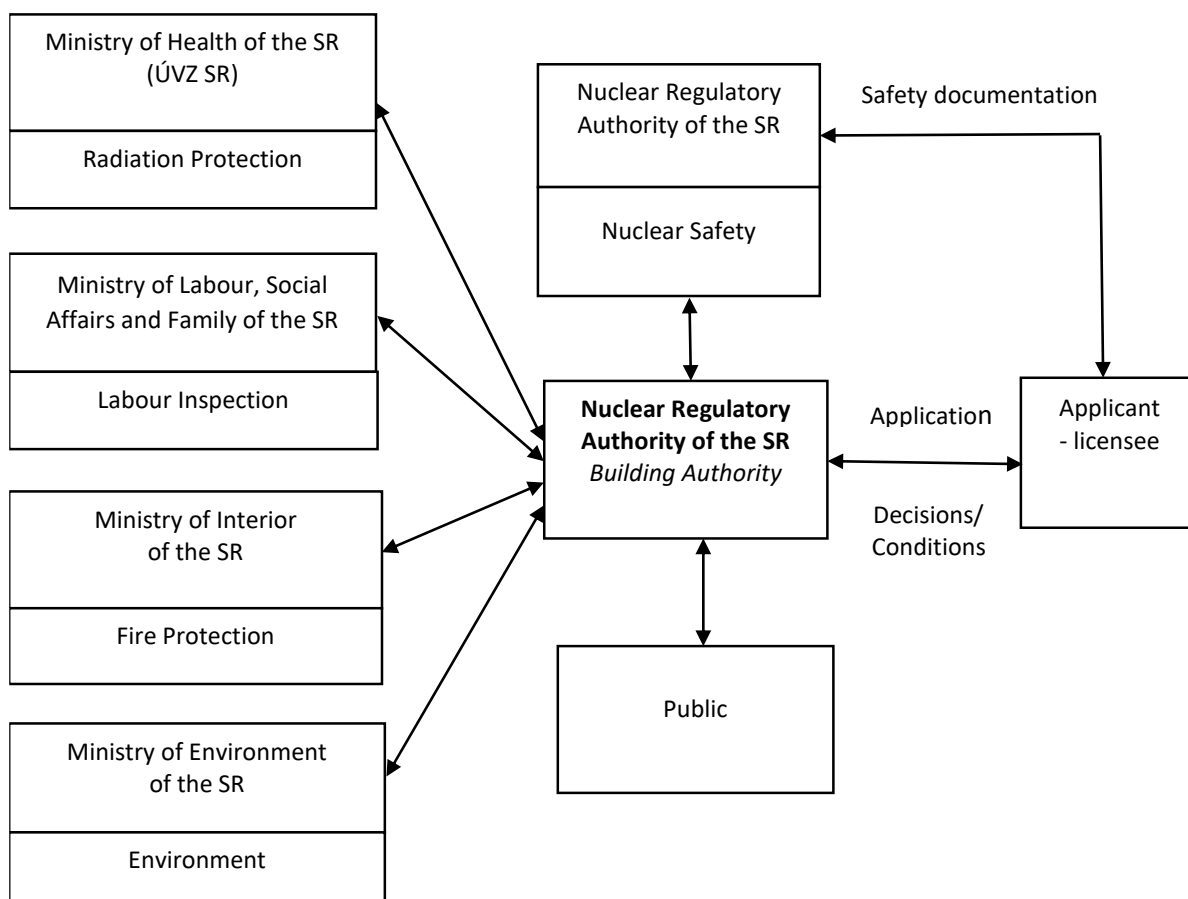 Ministry of Health of the SR
(ÚVZ SR)
Radiation Protection
Ministry of Labour, Social
Affairs and Family of the SR
Labour Inspection
Ministry of Interior
of the SR
Fire Protection
Ministry of Environment
of the SR
Environment
Nuclear Regulatory
Authority of the SR
Nuclear Safety
Nuclear Regulatory
Authority of the SR
Building Authority
Public
Safety documentation
Application
Decisions/
Conditions
Applicant
- licensee